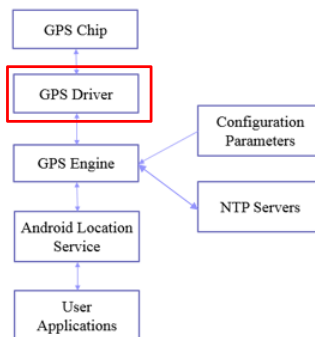 GPS Chip
GPS Driver
GPS Engine
Configuration
Parameters
NTP Servers
Android Location
Service
User
Applications